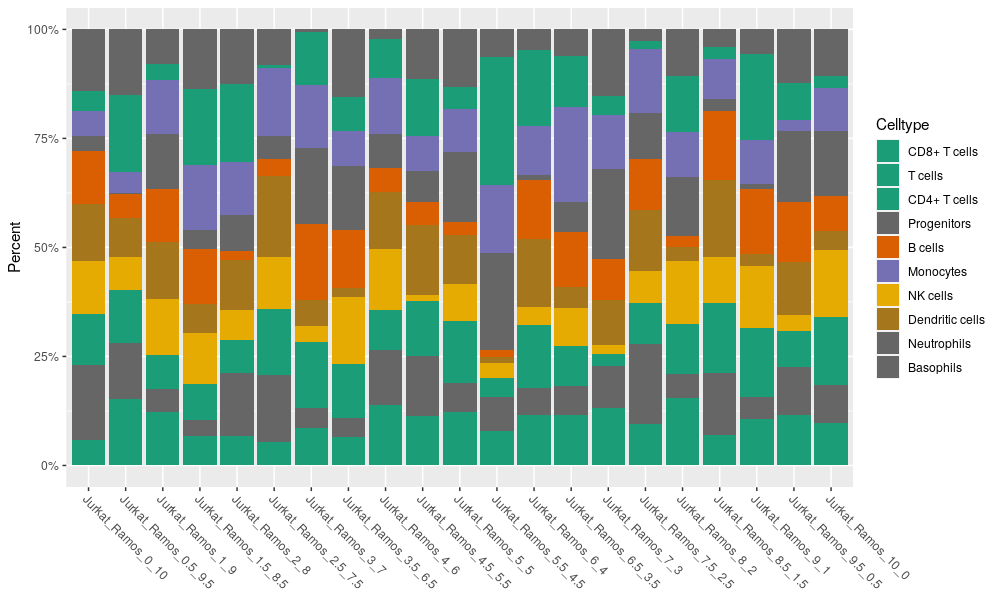 100%
75%
50%
25%
0%
Percent
Jurkat_Ramos_0_10
Jurkat_Ramos_05_9.5
Jurkat_Ramos_1_9
Jurkat_Ramos_1.5_8.5
Jurkat_Ramos_2_8
Jurkat_Ramos_2.5_7.5
Jurkat_Ramos_3_7
Jurkat_Ramos_3.5_6.5
Jurkat_Ramos_4_6
Jurkat_Ramos_4.5_5.5
Jurkat_Ramos_5_5
Jurkat_Ramos_5.5_4.5
Jurkat_Ramos_6_4
Jurkat_Ramos_6.5_3.5
Jurkat_Ramos_7_3
Jurkat_Ramos_7.5_2.5
Jurkat_Ramos_8_2
Jurkat_Ramos_8.5_1.5
Jurkat_Ramos_9_1
Jurkat_Ramos_9.5_0.5
Jurkat_Ramos_10_0
Celltype
CD8+ T cells
T cells
CD4+ T cells
Progenitors
B cells
Monocytes
NK cells
Dendritic cells
Neutrophils
Basophils